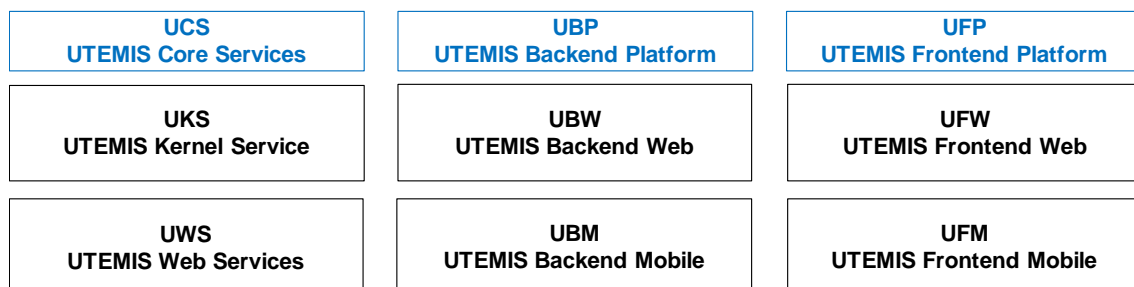 UCS
UTEMIS Core Services
UBP
UTEMIS Backend Platform
UFP
UTEMIS Frontend Platform
UKS
UTEMIS Kernel Service
UBW
UTEMIS Backend Web
UFW
UTEMIS Frontend Web
UWS
UTEMIS Web Services
UBM
UTEMIS Backend Mobile
UFM
UTEMIS Frontend Mobile